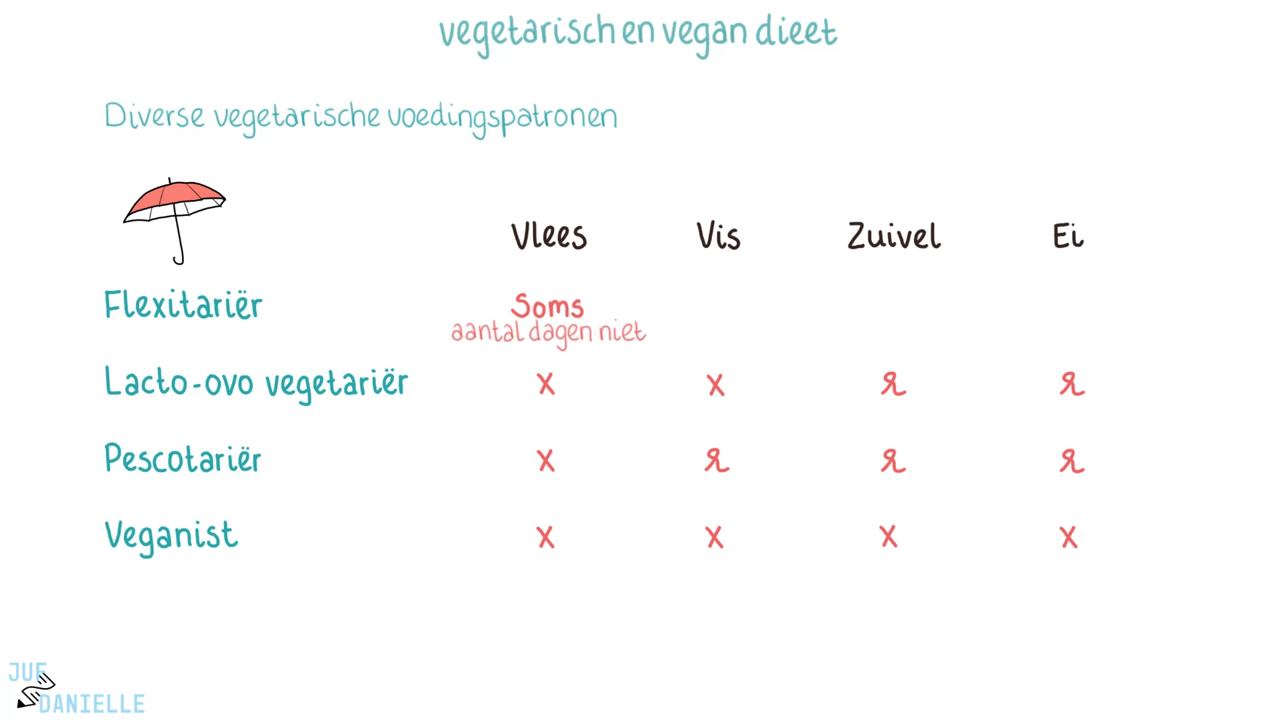 vegetarisch en vegan dieet
Diverse vegetarische voedingspatronen
Vlees Vis Zuivel Ei
Flexitariër Soms
aantal dagen niet
Lacto-ovo vegetariër x x
Pescotariër x
Veganist x x x x
JUF
DANIELLE